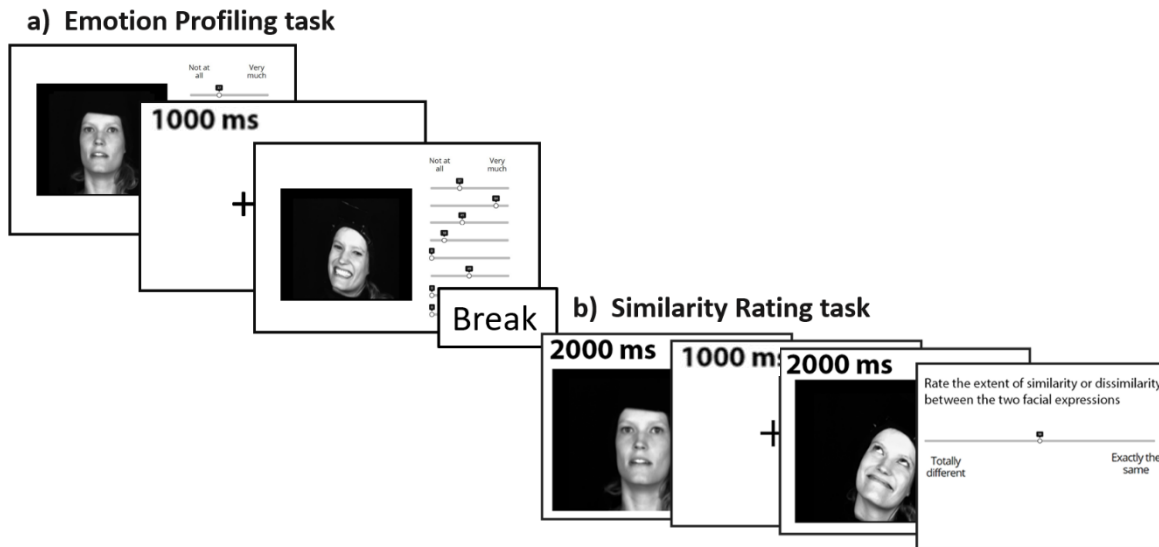 a) Emotion Profiling task
Not at all
Very much
1000 ms
+
Not at all
Very much
Break
b) Similarity Rating task
2000 ms
1000 ms
+
2000 ms
Rate the extent of similarity or dissimilarity
between the two facial expressions
Totally different
Exactly the same